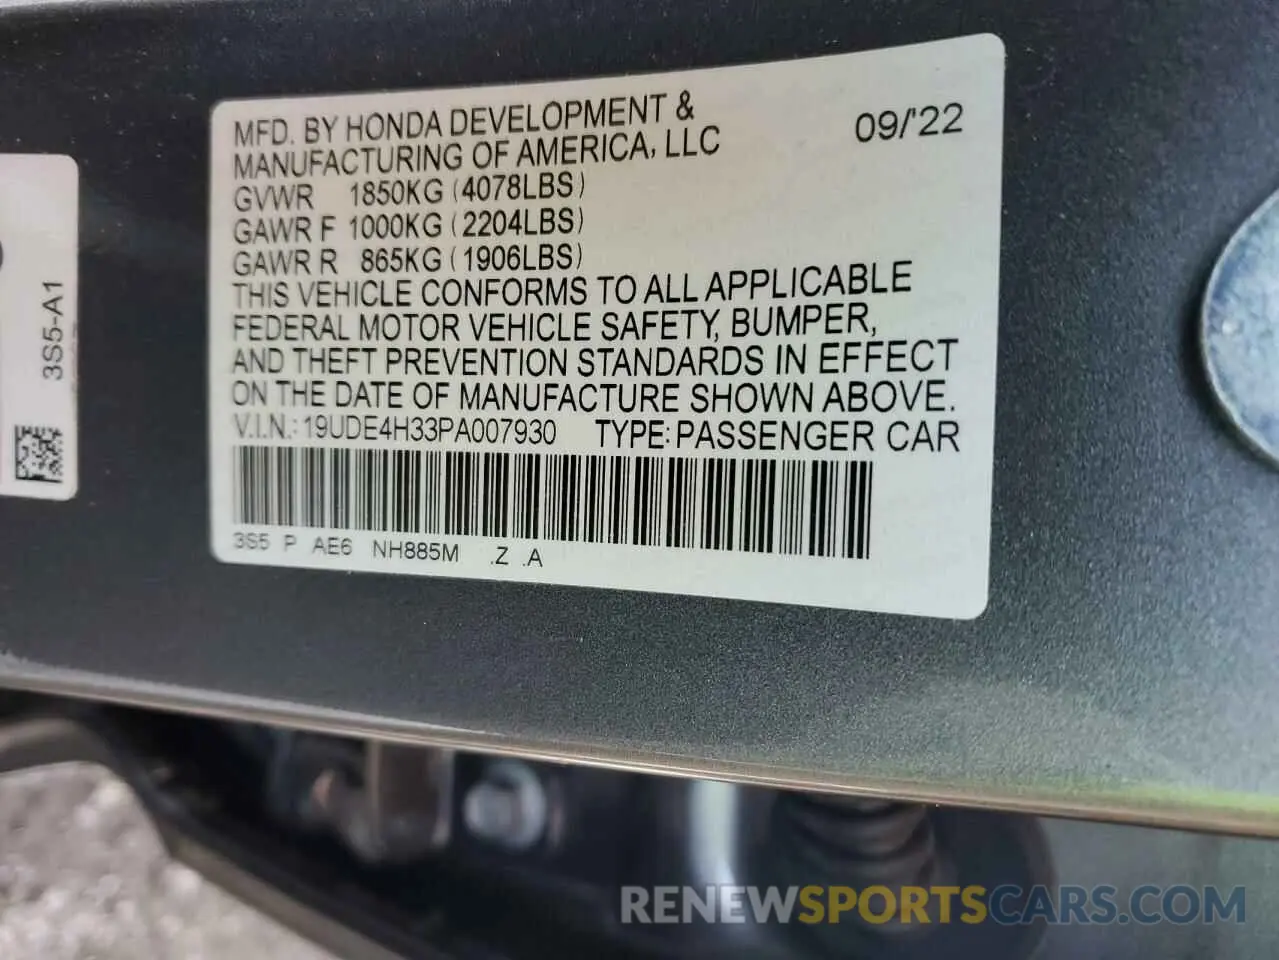 MFD. BY HONDA DEVELOPMENT &
MANUFACTURING OF AMERICA, LLC
09/'22
GVWR 1850KG (4078LBS)
GAWR F 1000KG (2204LBS)
GAWR R 865KG (1906LBS)
THIS VEHICLE CONFORMS TO ALL APPLICABLE
FEDERAL MOTOR VEHICLE SAFETY, BUMPER,
AND THEFT PREVENTION STANDARDS IN EFFECT
ON THE DATE OF MANUFACTURE SHOWN ABOVE.
V.I.N.: 19UDE4H33PA007930 TYPE: PASSENGER CAR
3S5 P AE6 NH885M .Z .A
3S5-A1
RENEWSPORTSCARS.COM